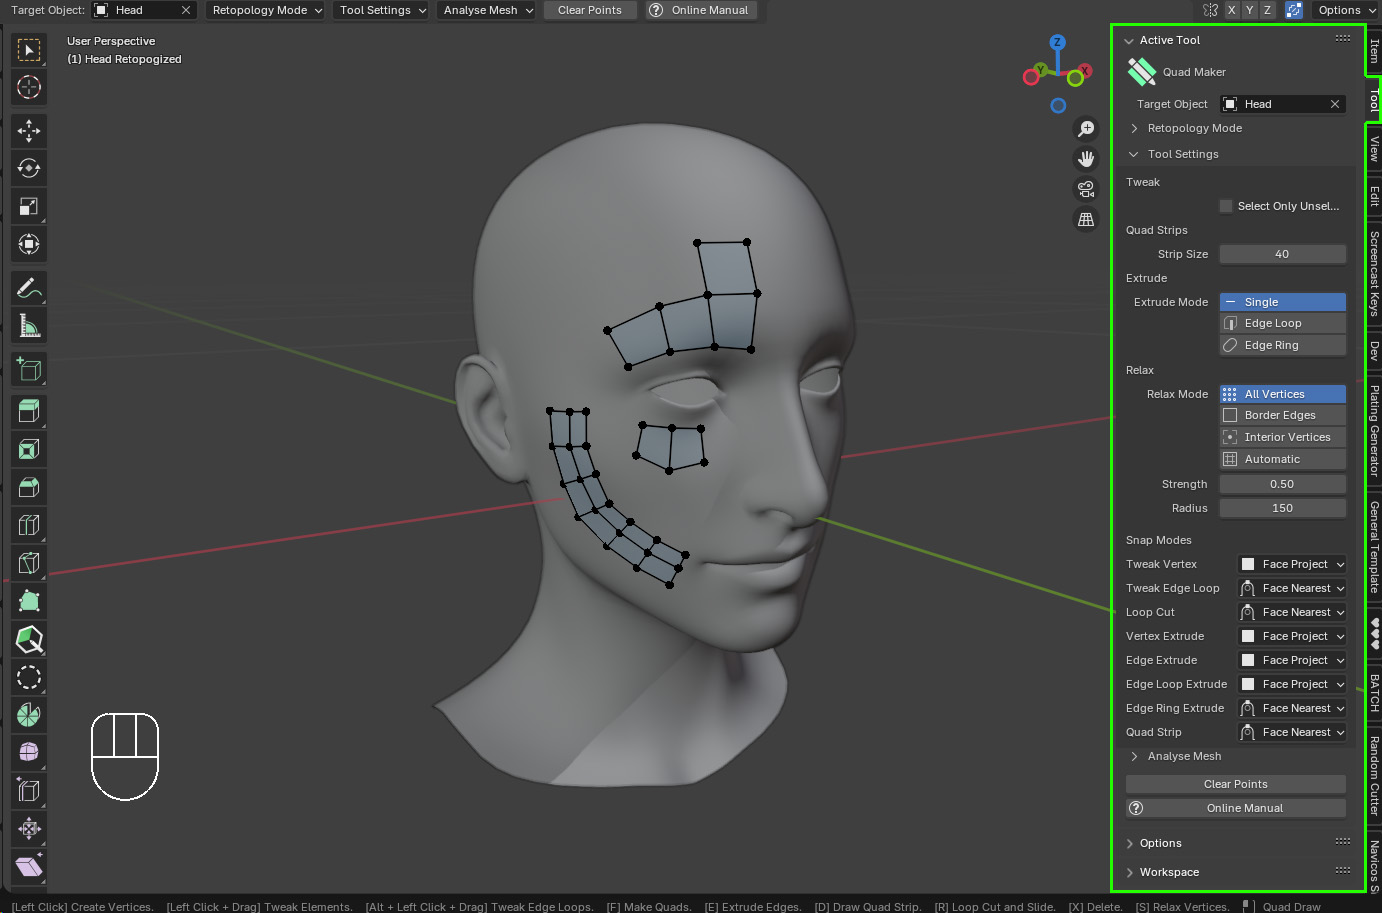 Target Object: Head Retopology Mode Tool Settings Analyse Mesh Clear Points Online Manual X Y Z Options
User Perspective
(1) Head Retopogized
Z
Y
X
Active Tool
Quad Maker
Target Object Head
Retopology Mode
Tool Settings
Tweak
Select Only Unsel...
Quad Strips
Strip Size 40
Extrude
Extrude Mode Single
Edge Loop
Edge Ring
Relax
Relax Mode All Vertices
Border Edges
Interior Vertices
Automatic
Strength 0.50
Radius 150
Snap Modes
Tweak Vertex Face Project
Tweak Edge Loop Face Nearest
Loop Cut Face Nearest
Vertex Extrude Face Project
Edge Extrude Face Project
Edge Loop Extrude Face Project
Edge Ring Extrude Face Nearest
Quad Strip Face Nearest
Analyse Mesh
Clear Points
Online Manual
Options
Workspace
Item
Tool
View
Edit
Screencast Keys
Dev
Plating Generator
General Template
BATCH
Random Cutter
Navicos
[Left Click] Create Vertices. [Left Click + Drag] Tweak Elements. [Alt + Left Click + Drag] Tweak Edge Loops. [F] Make Quads. [E] Extrude Edges. [D] Draw Quad Strip. [R] Loop Cut and Slide. [X] Delete. [S] Relax Vertices. Quad Draw